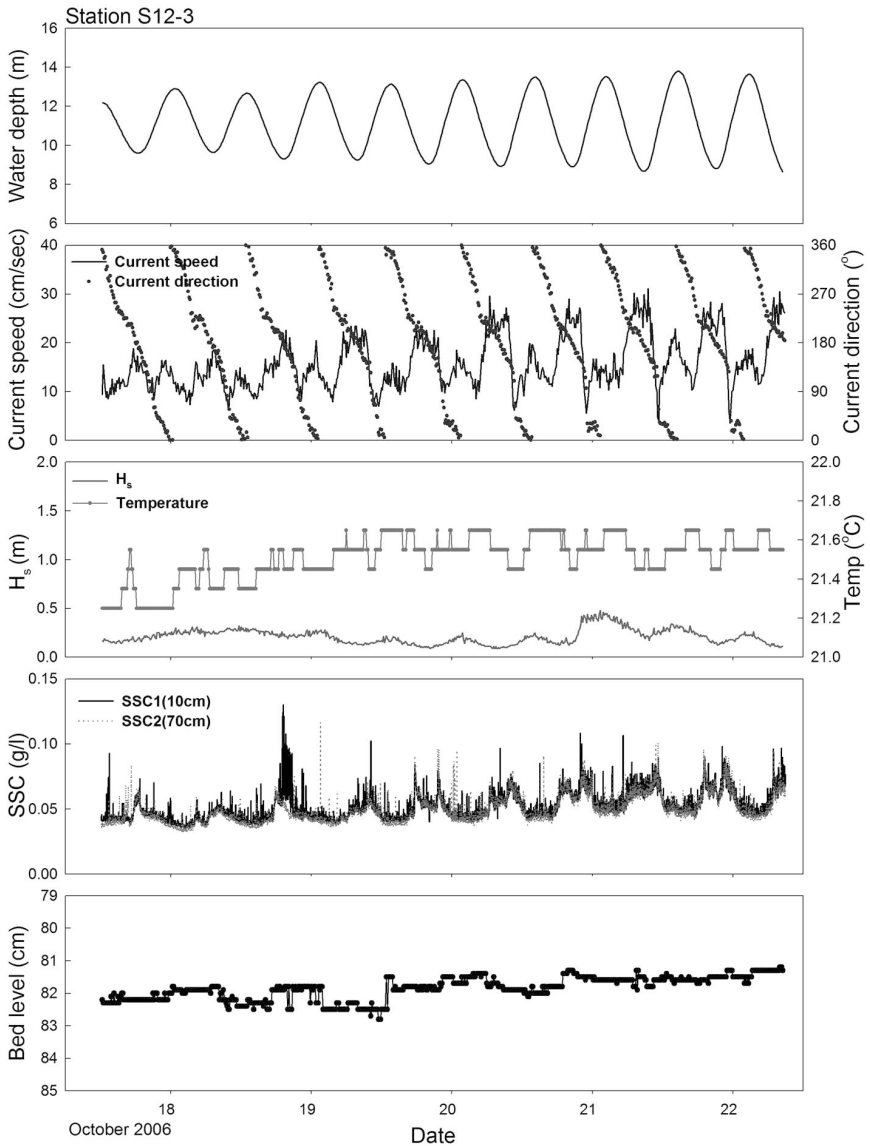 Station S12-3
16
14
12
10
8
6
Water depth (m)
40
30
20
10
0
Current speed (cm/sec)
Current speed
Current direction
360
270
180
90
0
Current direction (°)
2.0
1.5
1.0
0.5
0.0
Hs (m)
Hs
Temperature
22.0
21.8
21.6
21.4
21.2
21.0
Temp (°C)
0.15
0.10
0.05
0.00
SSC (g/l)
SSC1(10cm)
SSC2(70cm)
79
80
81
82
83
84
85
Bed level (cm)
18 19 20 21 22
October 2006
Date